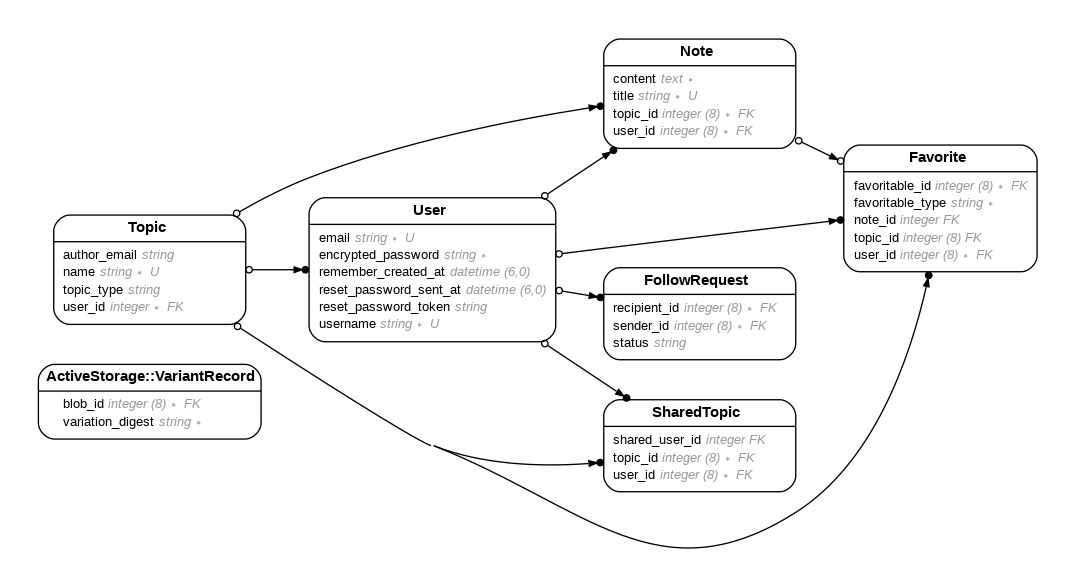 Note
content text *
title string * U
topic_id integer (8) * FK
user_id integer (8) * FK
Favorite
favoritable_id integer (8) * FK
favoritable_type string *
note_id integer FK
topic_id integer (8) FK
user_id integer (8) * FK
Topic
author_email string
name string * U
topic_type string
user_id integer * FK
User
email string * U
encrypted_password string *
remember_created_at datetime (6,0)
reset_password_sent_at datetime (6,0)
reset_password_token string
username string * U
FollowRequest
recipient_id integer (8) * FK
sender_id integer (8) * FK
status string
ActiveStorage::VariantRecord
blob_id integer (8) * FK
variation_digest string *
SharedTopic
shared_user_id integer FK
topic_id integer (8) * FK
user_id integer (8) * FK